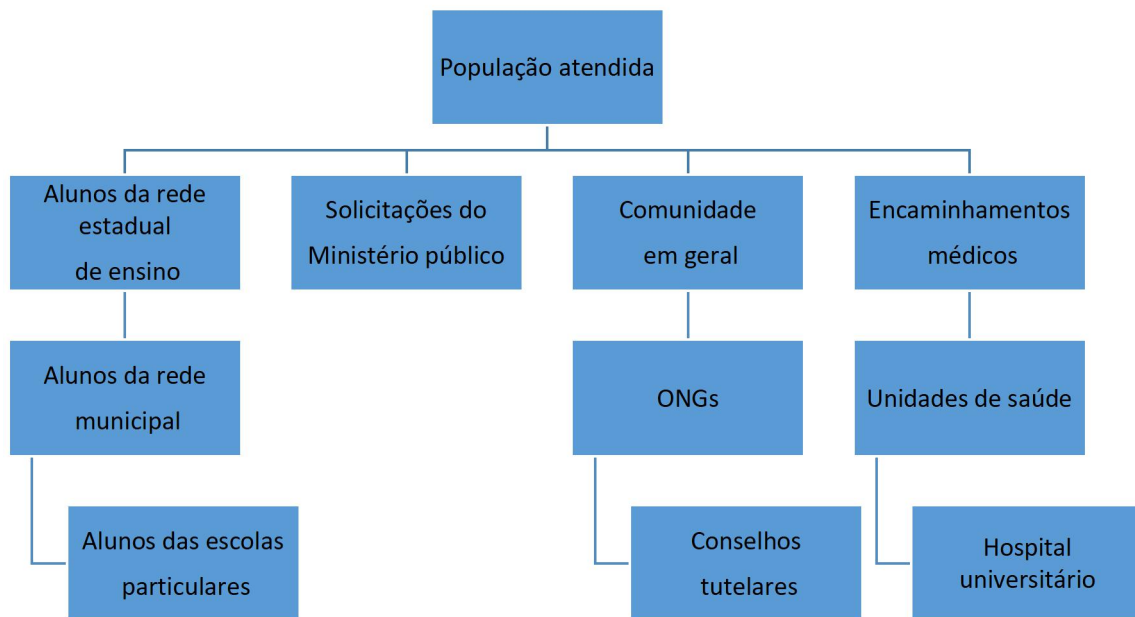 População atendida
Alunos da rede
estadual
de ensino
Solicitações do
Ministério público
Comunidade
em geral
Encaminhamentos
médicos
Alunos da rede
municipal
ONGs
Unidades de saúde
Alunos das escolas
particulares
Conselhos
tutelares
Hospital
universitário